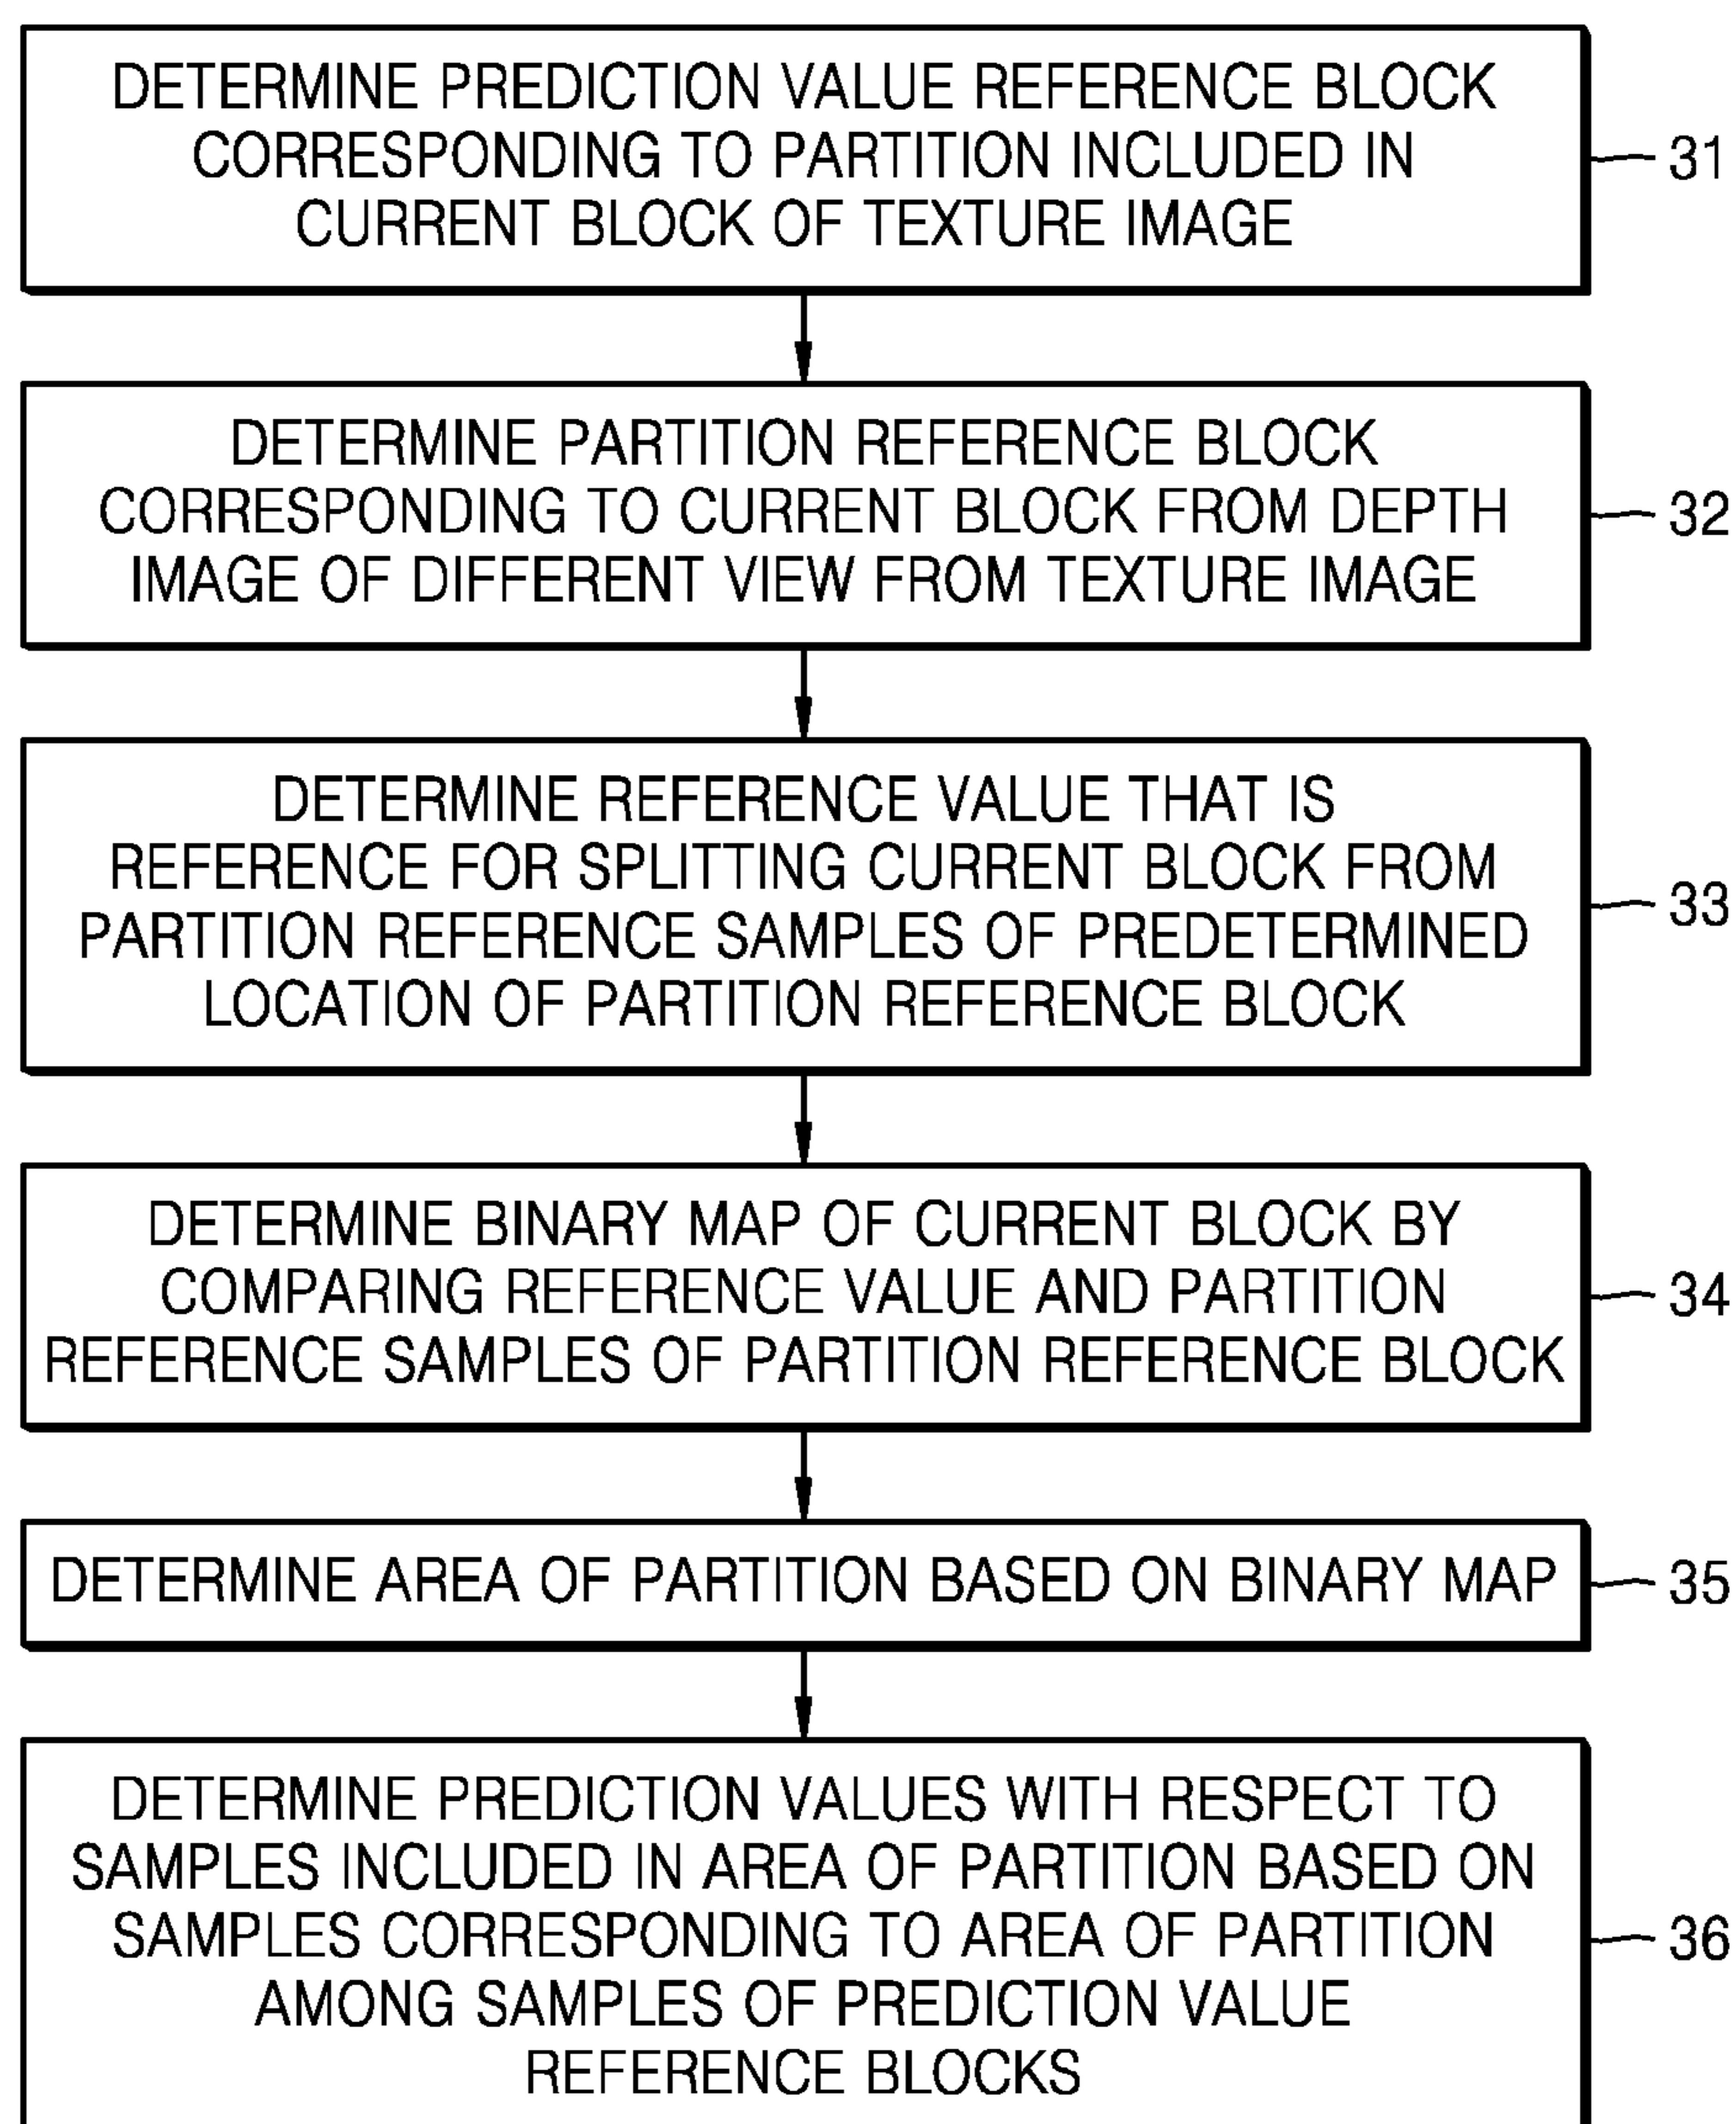 DETERMINE PREDICTION VALUE REFERENCE BLOCK
CORRESPONDING TO PARTITION INCLUDED IN
CURRENT BLOCK OF TEXTURE IMAGE
31
DETERMINE PARTITION REFERENCE BLOCK
CORRESPONDING TO CURRENT BLOCK FROM DEPTH
IMAGE OF DIFFERENT VIEW FROM TEXTURE IMAGE
32
DETERMINE REFERENCE VALUE THAT IS
REFERENCE FOR SPLITTING CURRENT BLOCK FROM
PARTITION REFERENCE SAMPLES OF PREDETERMINED
LOCATION OF PARTITION REFERENCE BLOCK
33
DETERMINE BINARY MAP OF CURRENT BLOCK BY
COMPARING REFERENCE VALUE AND PARTITION
REFERENCE SAMPLES OF PARTITION REFERENCE BLOCK
34
DETERMINE AREA OF PARTITION BASED ON BINARY MAP
35
DETERMINE PREDICTION VALUES WITH RESPECT TO
SAMPLES INCLUDED IN AREA OF PARTITION BASED ON
SAMPLES CORRESPONDING TO AREA OF PARTITION
AMONG SAMPLES OF PREDICTION VALUE
REFERENCE BLOCKS
36